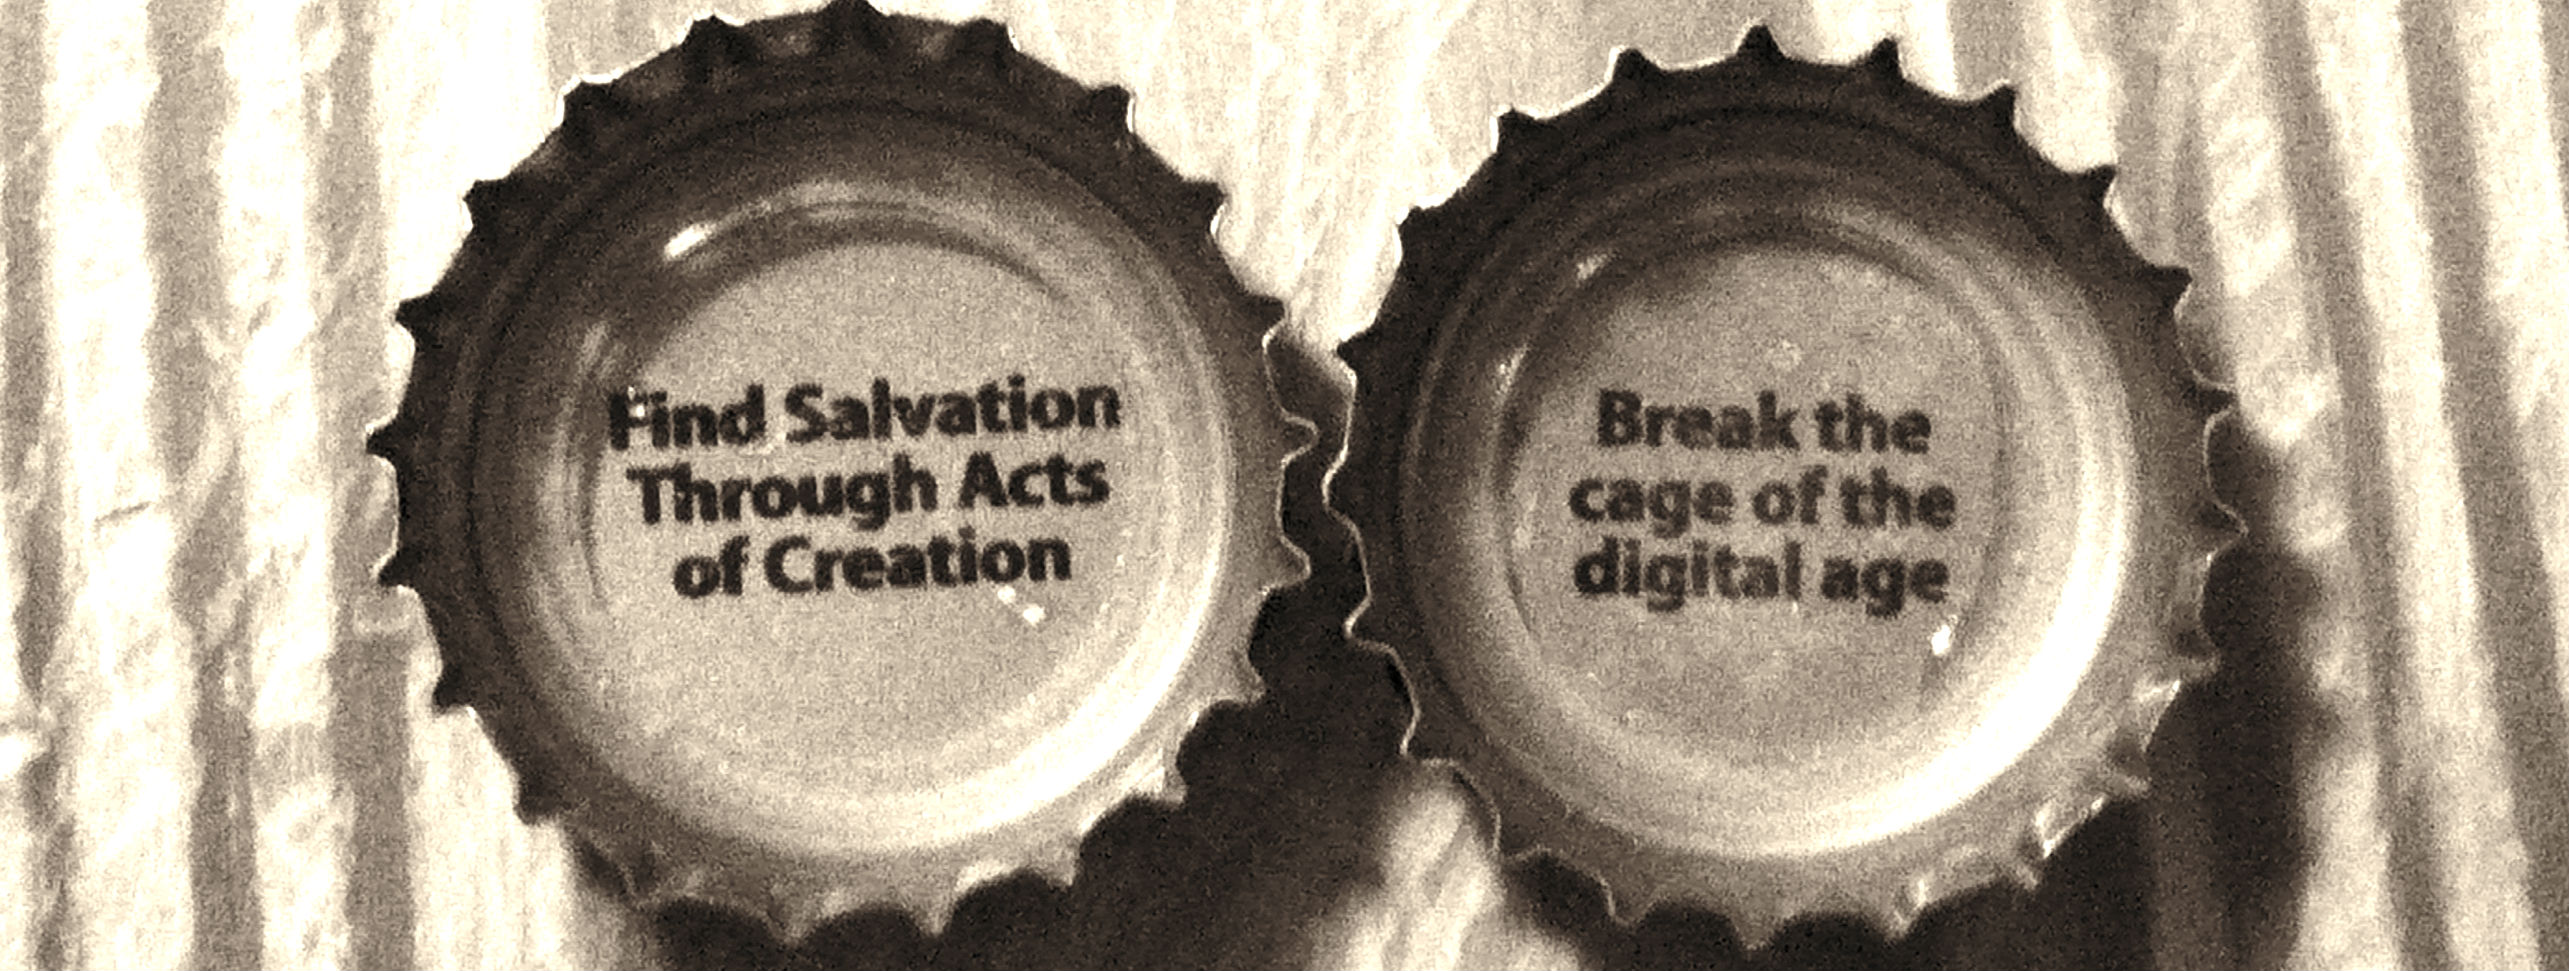 Find Salvation
Through Acts
of Creation
Break the
cage of the
digital age